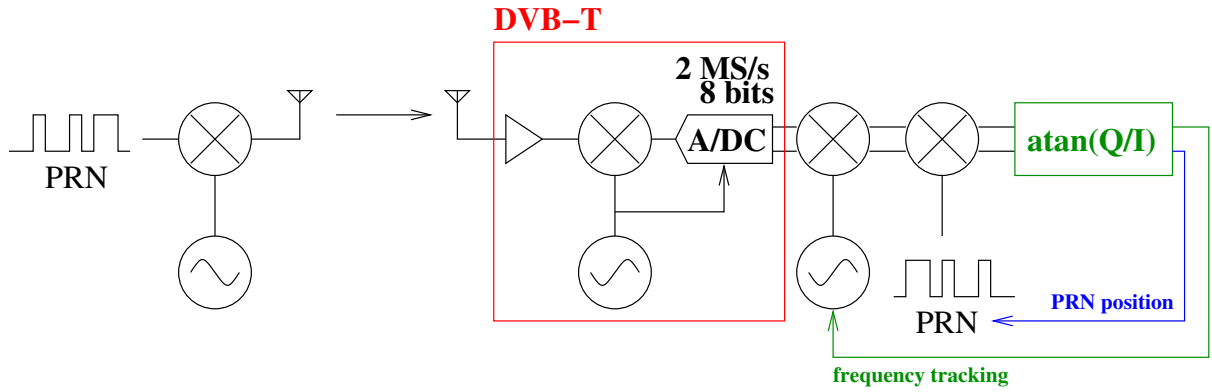 DVB–T
2 MS/s
8 bits
A/DC
atan(Q/I)
PRN
PRN position
PRN
frequency tracking